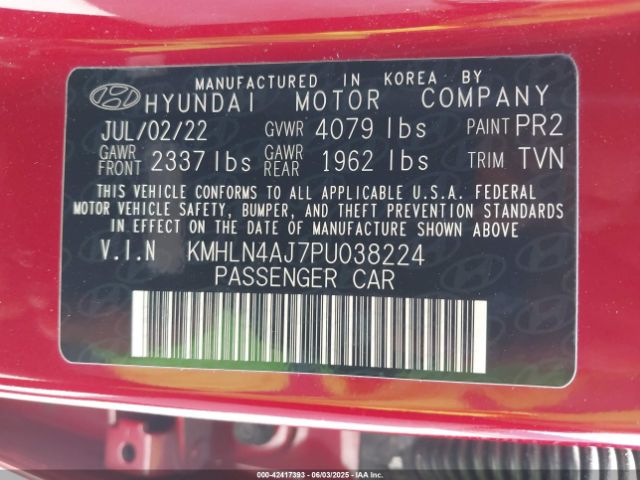 MANUFACTURED IN KOREA BY
HYUNDAI MOTOR COMPANY
JUL/02/22 GVWR 4079 lbs PAINT PR2
GAWR FRONT 2337 lbs GAWR REAR 1962 lbs TRIM TVN
THIS VEHICLE CONFORMS TO ALL APPLICABLE U.S.A. FEDERAL
MOTOR VEHICLE SAFETY, BUMPER, AND THEFT PREVENTION STANDARDS
IN EFFECT ON THE DATE OF MANUFACTURE SHOWN ABOVE
V.I.N KMHLN4AJ7PU038224
PASSENGER CAR
000-42417393 - 06/03/2025 - IAA, Inc.